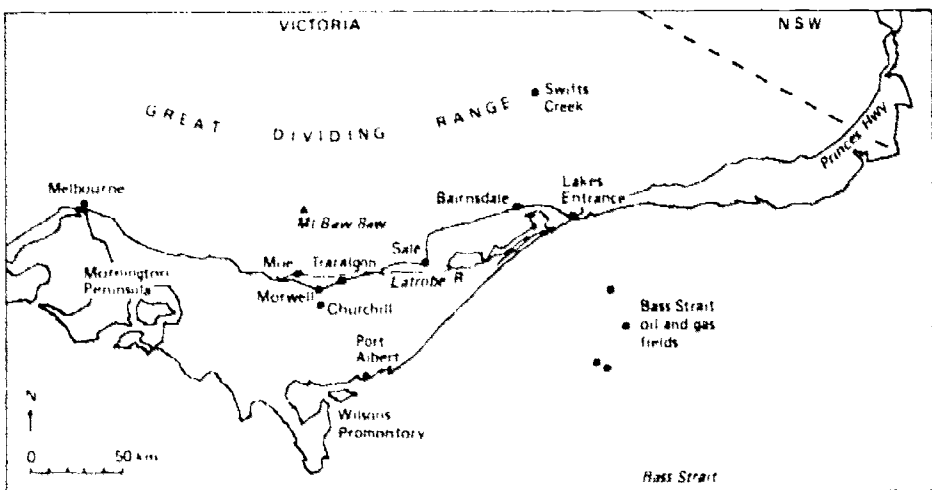 VICTORIA
NSW
GREAT DIVIDING RANGE
Swifts
Creek
Princes Hwy
Melbourne
Mt Baw Baw
Bairnsdale
Lakes
Entrance
Sale
Moe
Traralgon
Latrobe R
Morwell
Churchill
Mornington
Peninsula
Bass Strait
oil and gas
fields
Port
Albert
Wilsons
Promontory
N
0 50 km
Bass Strait